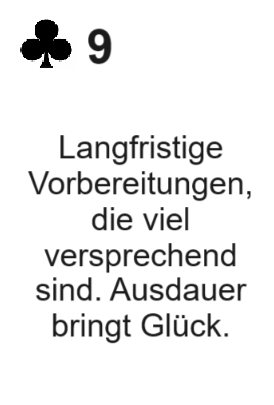 ♣ 9
Langfristige
Vorbereitungen,
die viel
versprechend
sind. Ausdauer
bringt Glück.